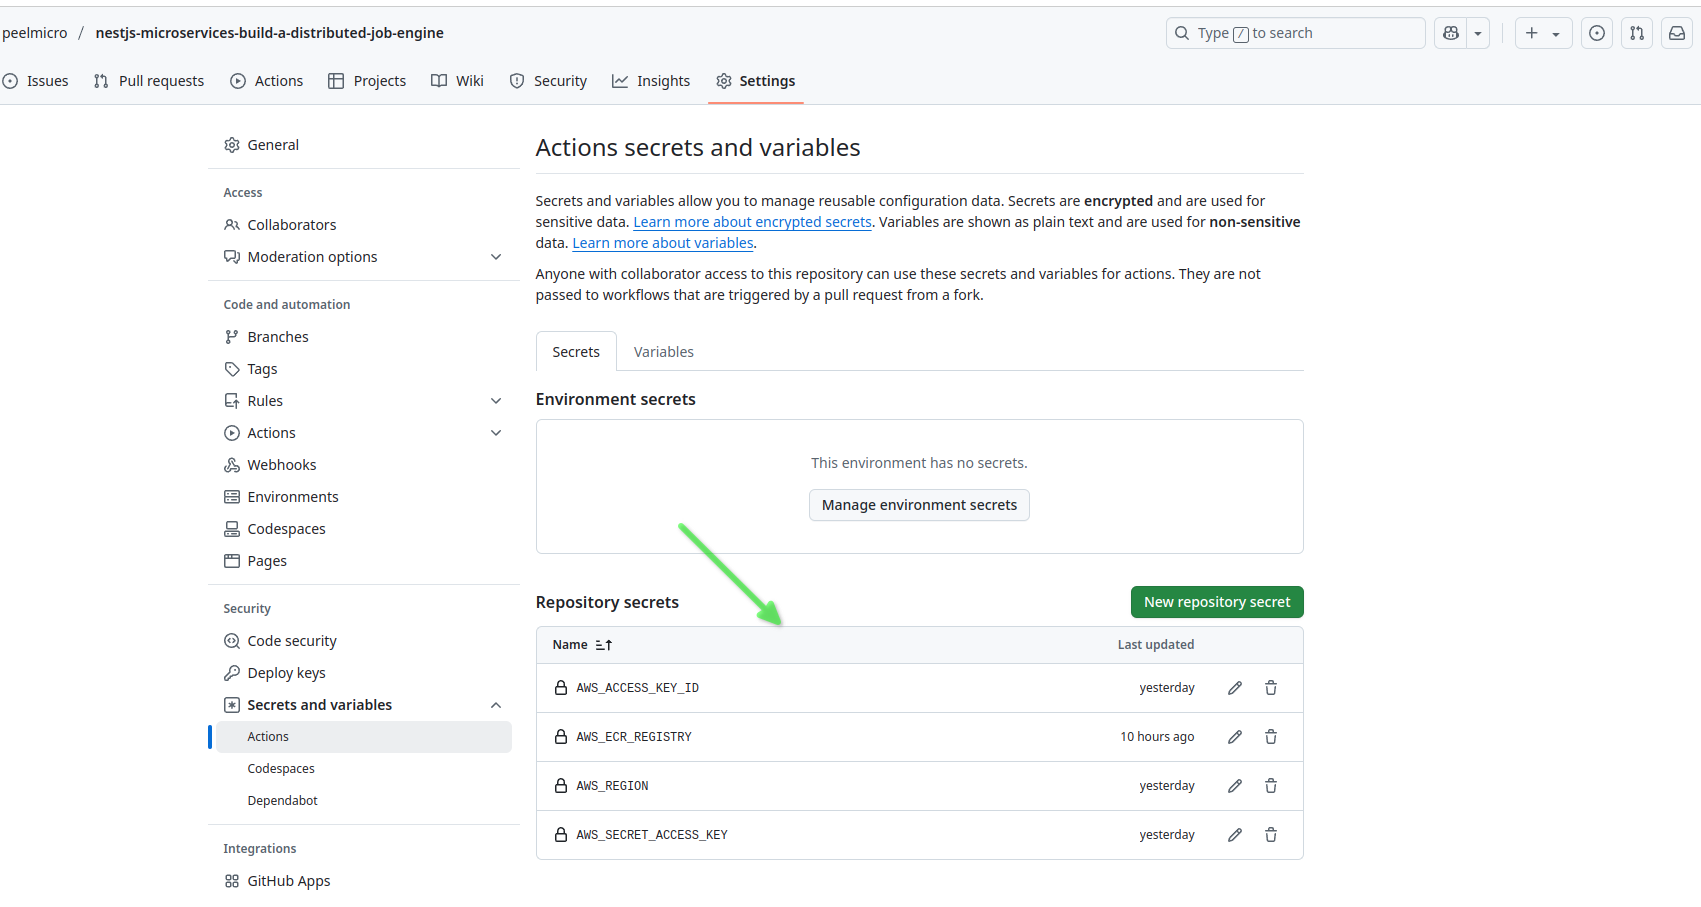 peelmicro / nestjs-microservices-build-a-distributed-job-engine
Type / to search
Issues
Pull requests
Actions
Projects
Wiki
Security
Insights
Settings
General
Access
Collaborators
Moderation options
Code and automation
Branches
Tags
Rules
Actions
Webhooks
Environments
Codespaces
Pages
Security
Code security
Deploy keys
Secrets and variables
Actions
Codespaces
Dependabot
Integrations
GitHub Apps
Actions secrets and variables
Secrets and variables allow you to manage reusable configuration data. Secrets are encrypted and are used for
sensitive data. Learn more about encrypted secrets. Variables are shown as plain text and are used for non-sensitive
data. Learn more about variables.
Anyone with collaborator access to this repository can use these secrets and variables for actions. They are not
passed to workflows that are triggered by a pull request from a fork.
Secrets
Variables
Environment secrets
This environment has no secrets.
Manage environment secrets
Repository secrets
New repository secret
Name
Last updated
AWS_ACCESS_KEY_ID
yesterday
AWS_ECR_REGISTRY
10 hours ago
AWS_REGION
yesterday
AWS_SECRET_ACCESS_KEY
yesterday